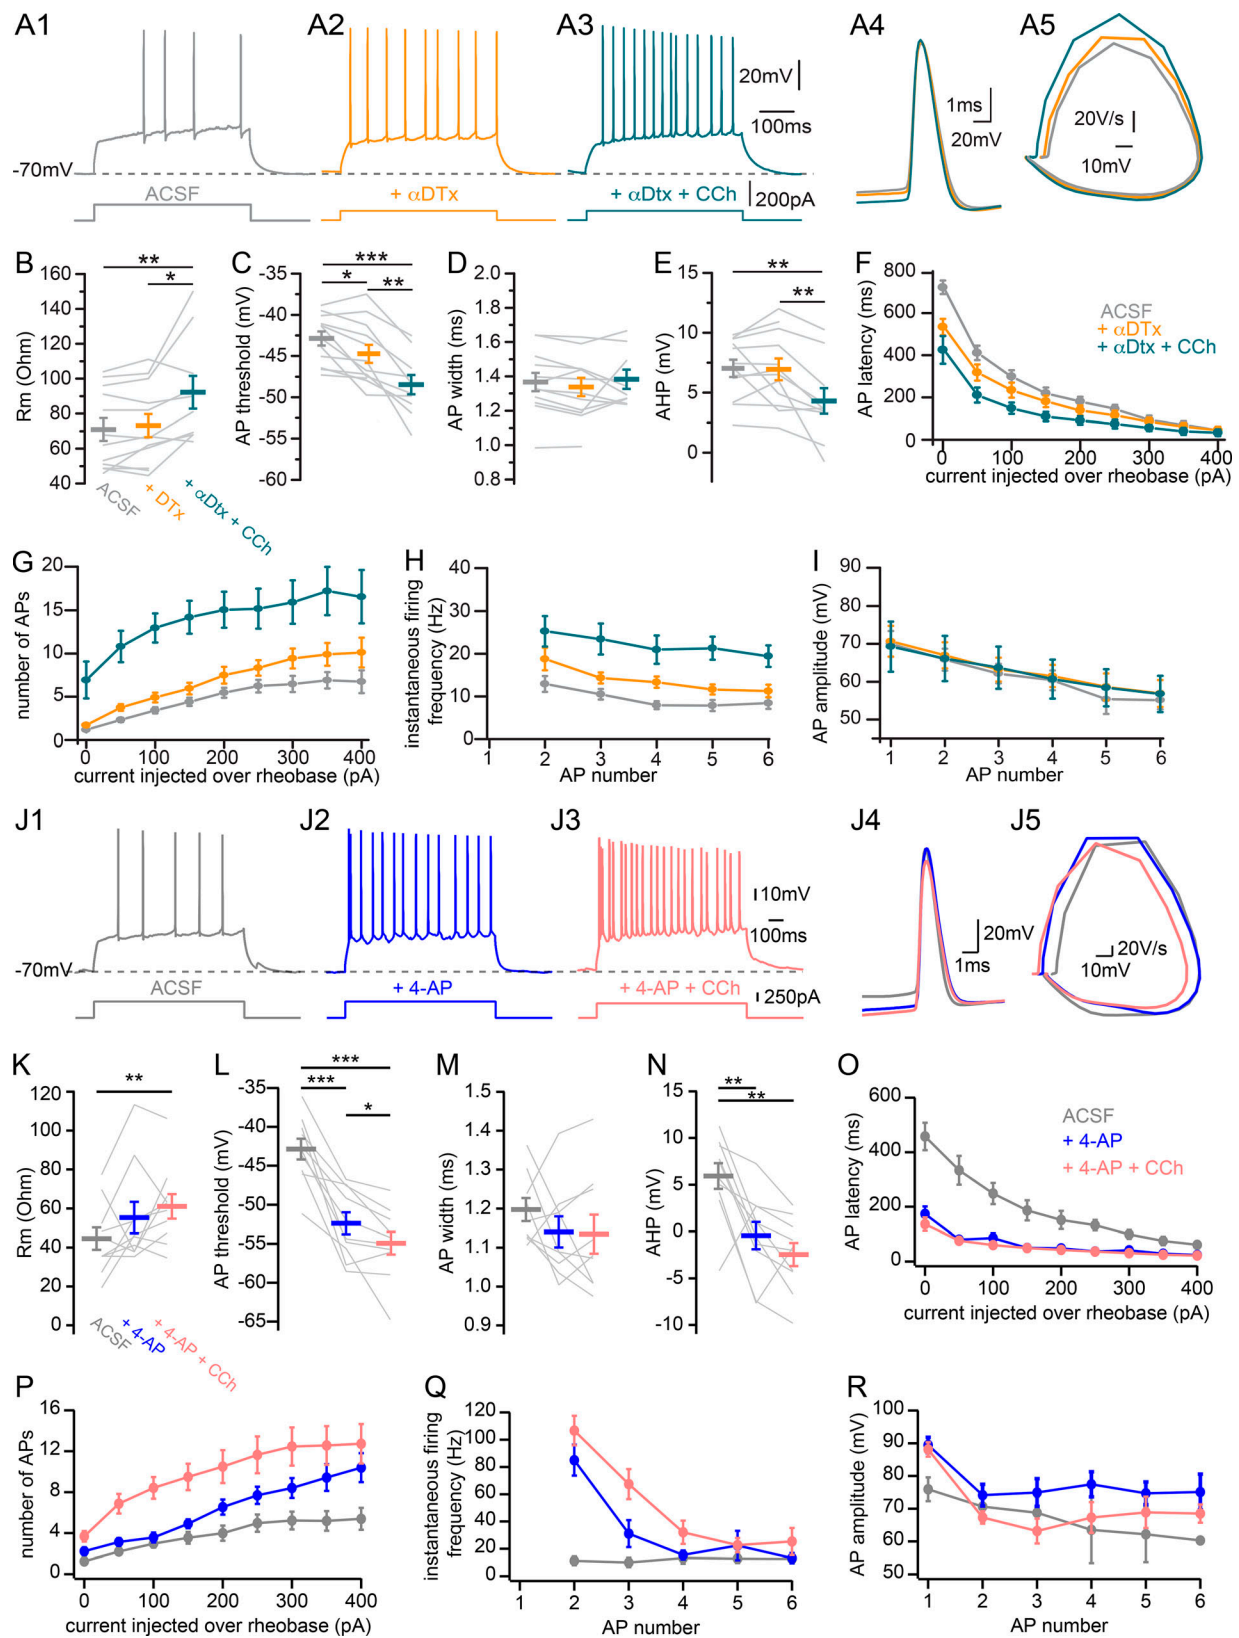 A1 A2 A3 A4 A5
20mV
100ms
1ms
20mV
20V/s
10mV
-70mV
ACSF + αDTx + αDtx + CCh 200pA
B C D E F
Rm (Ohm)
160
140
120
100
80
60
40
** *
ACSF + DTx + αDtx + CCh
AP threshold (mV)
-35
-40
-45
-50
-55
-60
*** * **
AP width (ms)
2.0
1.8
1.6
1.4
1.2
1.0
0.8
AHP (mV)
15
10
5
0
** **
AP latency (ms)
800
600
400
200
0
ACSF
+ αDTx
+ αDtx + CCh
0 100 200 300 400
current injected over rheobase (pA)
G H I
number of APs
20
15
10
5
0
0 100 200 300 400
current injected over rheobase (pA)
instantaneous firing
frequency (Hz)
40
30
20
10
0
1 2 3 4 5 6
AP number
AP amplitude (mV)
90
80
70
60
50
1 2 3 4 5 6
AP number
J1 J2 J3 J4 J5
10mV
100ms
20mV
1ms
20V/s
10mV
-70mV
ACSF + 4-AP + 4-AP + CCh 250pA
K L M N O
Rm (Ohm)
120
100
80
60
40
20
0
**
ACSF + 4-AP + 4-AP + CCh
AP threshold (mV)
-35
-40
-45
-50
-55
-60
-65
*** *** *
AP width (ms)
1.5
1.4
1.3
1.2
1.1
1.0
0.9
AHP (mV)
15
10
5
0
-5
-10
** **
AP latency (ms)
600
400
200
0
ACSF
+ 4-AP
+ 4-AP + CCh
0 100 200 300 400
current injected over rheobase (pA)
P Q R
number of APs
16
12
8
4
0
0 100 200 300 400
current injected over rheobase (pA)
instantaneous firing
frequency (Hz)
120
100
80
60
40
20
0
1 2 3 4 5 6
AP number
AP amplitude (mV)
100
90
80
70
60
50
1 2 3 4 5 6
AP number